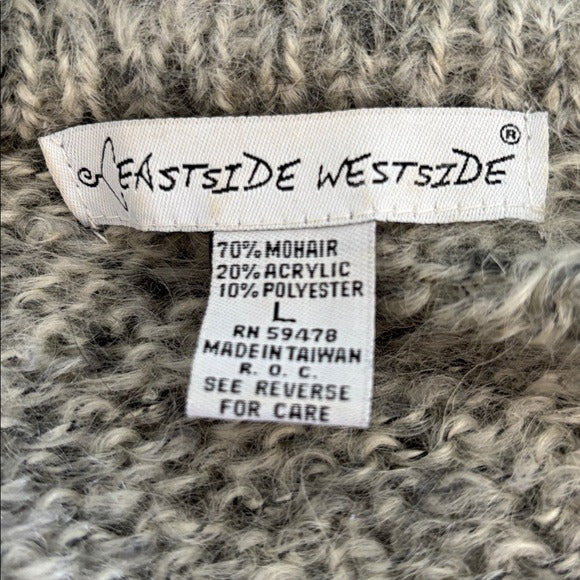 EASTSIDE WESTSIDE ®
70% MOHAIR
20% ACRYLIC
10% POLYESTER
L
RN 59478
MADE IN TAIWAN
R. O. C.
SEE REVERSE
FOR CARE